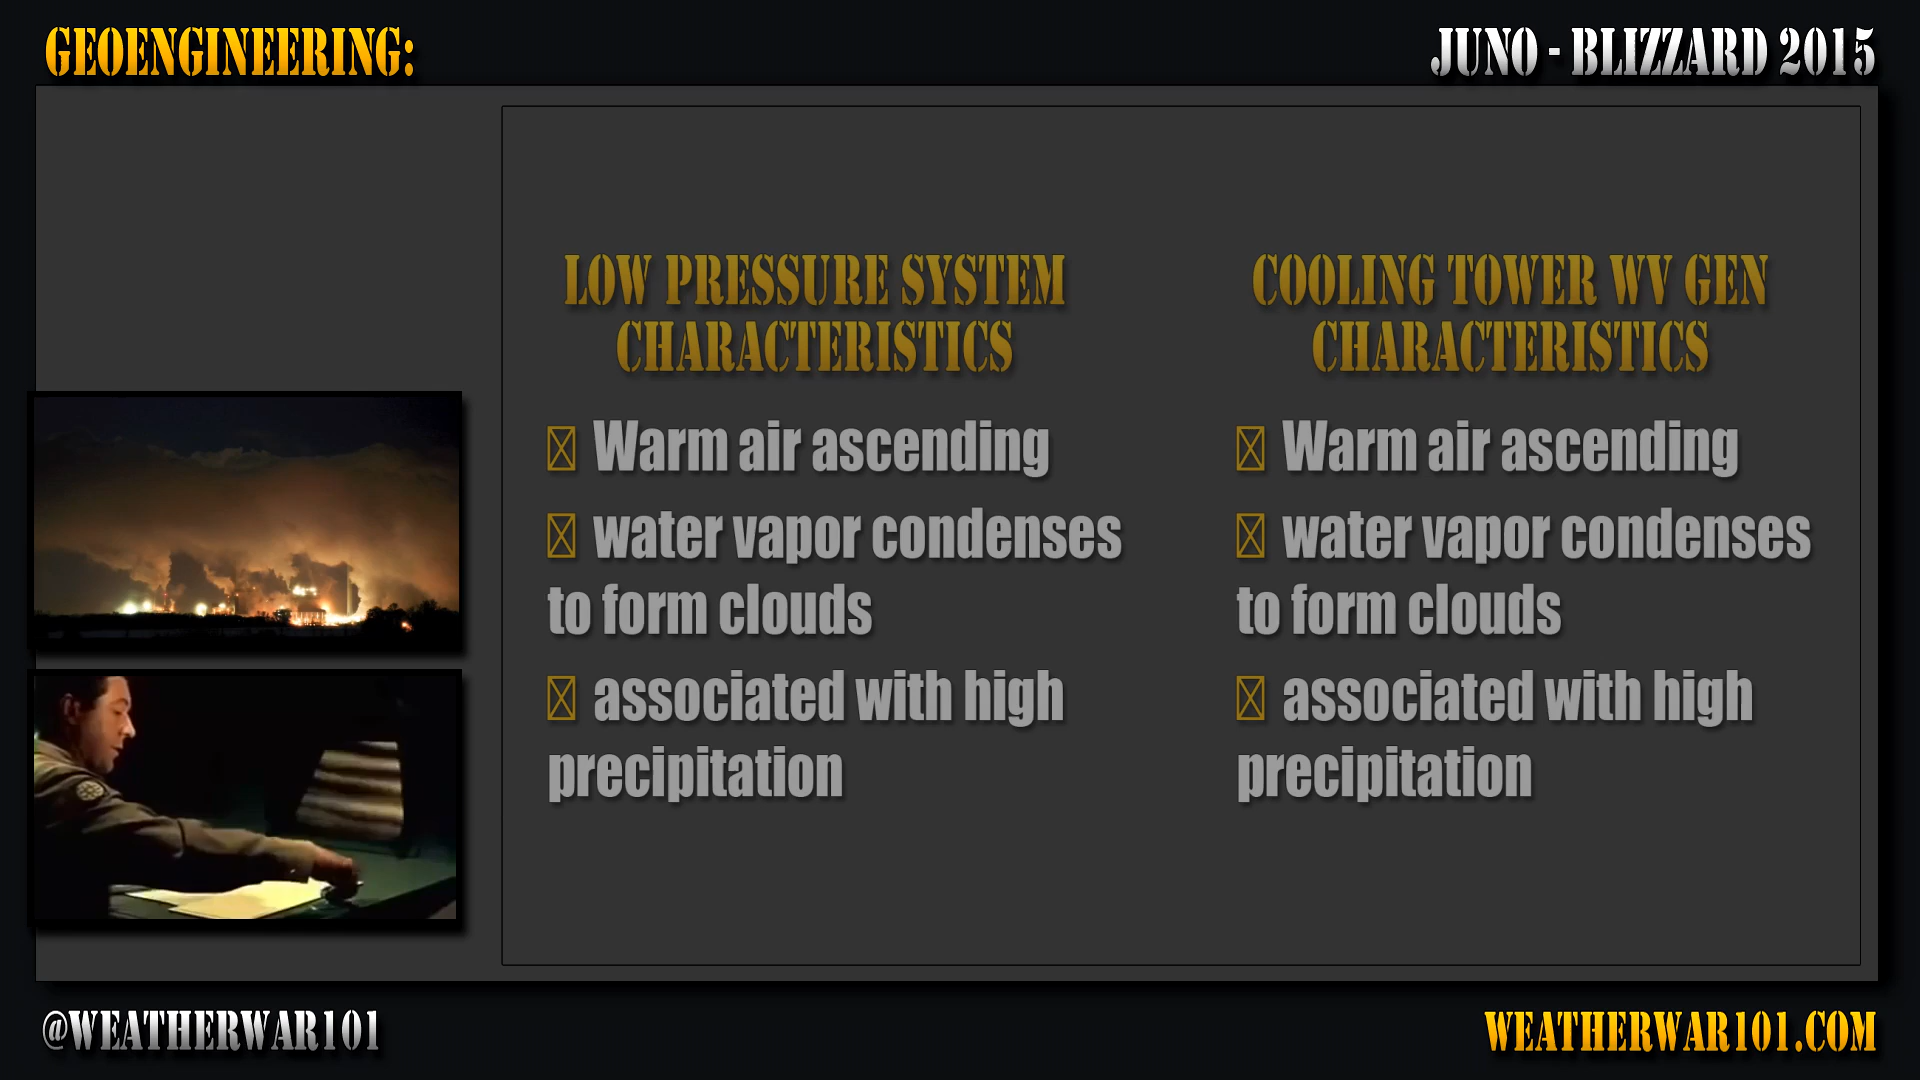 GEOENGINEERING:
JUNO - BLIZZARD 2015
LOW PRESSURE SYSTEM
CHARACTERISTICS
Warm air ascending
water vapor condenses
to form clouds
associated with high
precipitation
COOLING TOWER WV GEN
CHARACTERISTICS
Warm air ascending
water vapor condenses
to form clouds
associated with high
precipitation
@WEATHERWAR101
WEATHERWAR101.COM